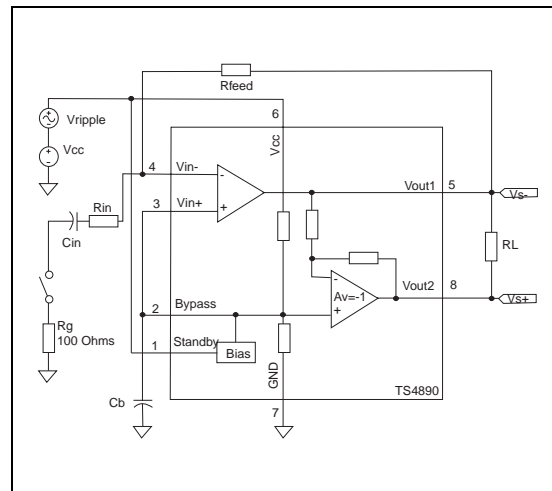 Rfeed
6
Vripple
Vcc
Vcc
4
Vin-
-
Vout1
5
Vs-
3
Vin+
+
Rin
Cin
RL
-
Av=-1
+
Vout2
8
Vs+
2
Bypass
Rg
100 Ohms
1
Standby
Bias
GND
Cb
TS4890
7